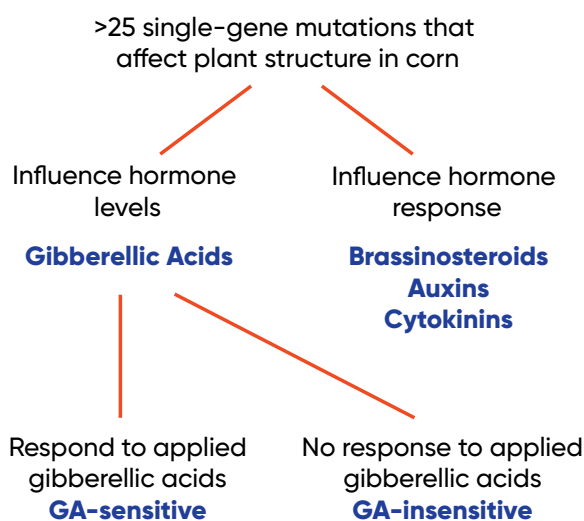 >25 single-gene mutations that
affect plant structure in corn
Influence hormone
levels
Gibberellic Acids
Influence hormone
response
Brassinosteroids
Auxins
Cytokinins
Respond to applied
gibberellic acids
GA-sensitive
No response to applied
gibberellic acids
GA-insensitive